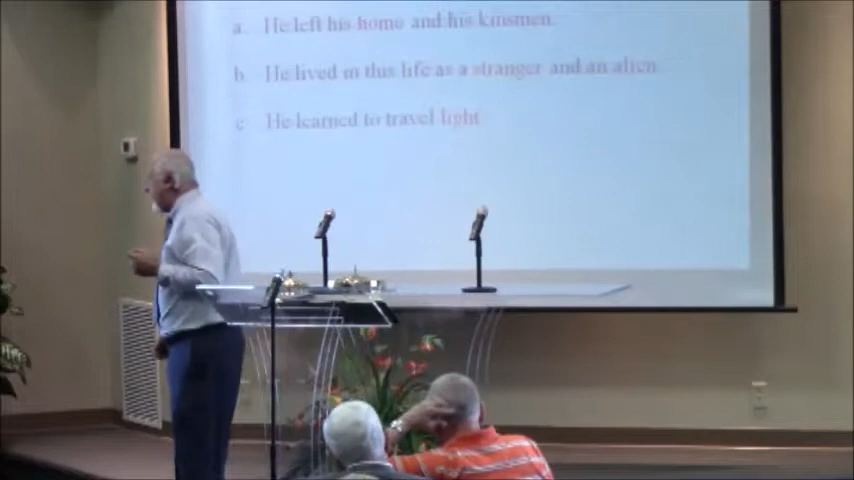 a. He left his home and his kinsmen.
b. He lived in this life as a stranger and an alien.
c. He learned to travel light